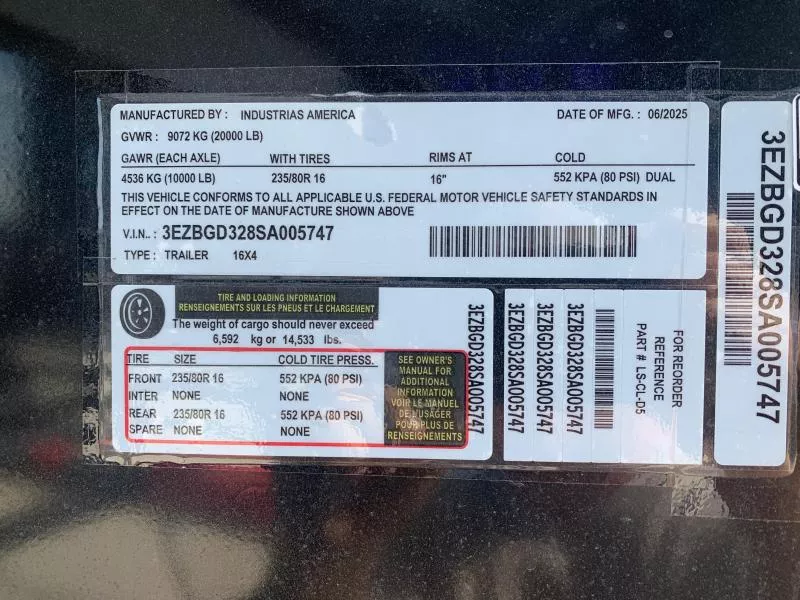 MANUFACTURED BY : INDUSTRIAS AMERICA DATE OF MFG. : 06/2025
GVWR : 9072 KG (20000 LB)
GAWR (EACH AXLE) WITH TIRES RIMS AT COLD
4536 KG (10000 LB) 235/80R 16 16" 552 KPA (80 PSI) DUAL
THIS VEHICLE CONFORMS TO ALL APPLICABLE U.S. FEDERAL MOTOR VEHICLE SAFETY STANDARDS IN
EFFECT ON THE DATE OF MANUFACTURE SHOWN ABOVE
V.I.N.. : 3EZBGD328SA005747
TYPE : TRAILER 16X4
TIRE AND LOADING INFORMATION
RENSEIGNEMENTS SUR LES PNEUS ET LE CHARGEMENT
The weight of cargo should never exceed
6,592 kg or 14,533 lbs.
TIRE SIZE COLD TIRE PRESS.
FRONT 235/80R 16 552 KPA (80 PSI)
INTER NONE NONE
REAR 235/80R 16 552 KPA (80 PSI)
SPARE NONE NONE
SEE OWNER'S
MANUAL FOR
ADDITIONAL
INFORMATION
VOIR LE MANUEL
DE L'USAGER
POUR PLUS DE
RENSEIGNEMENTS
3EZBGD328SA005747
3EZBGD328SA005747
3EZBGD328SA005747
3EZBGD328SA005747
FOR REORDER
REFERENCE
PART # LS-CL-D5
3EZBGD328SA005747